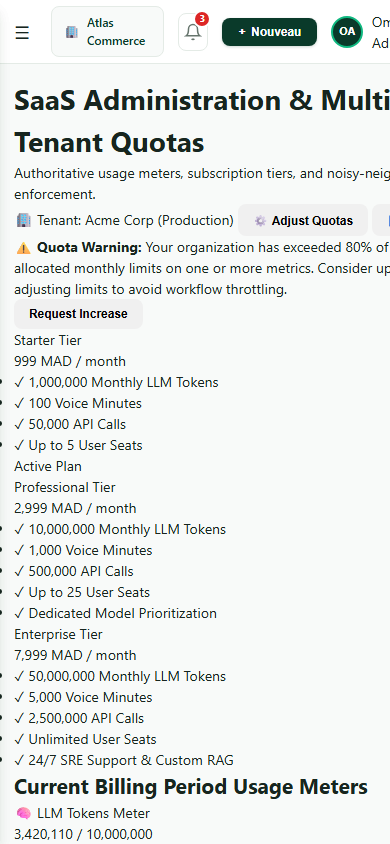 Atlas
Commerce
3
+ Nouveau
OA
Om
Ad
SaaS Administration & Multi
Tenant Quotas
Authoritative usage meters, subscription tiers, and noisy-neig
enforcement.
Tenant: Acme Corp (Production) Adjust Quotas
Quota Warning: Your organization has exceeded 80% of
allocated monthly limits on one or more metrics. Consider up
adjusting limits to avoid workflow throttling.
Request Increase
Starter Tier
999 MAD / month
✓ 1,000,000 Monthly LLM Tokens
✓ 100 Voice Minutes
✓ 50,000 API Calls
✓ Up to 5 User Seats
Active Plan
Professional Tier
2,999 MAD / month
✓ 10,000,000 Monthly LLM Tokens
✓ 1,000 Voice Minutes
✓ 500,000 API Calls
✓ Up to 25 User Seats
✓ Dedicated Model Prioritization
Enterprise Tier
7,999 MAD / month
✓ 50,000,000 Monthly LLM Tokens
✓ 5,000 Voice Minutes
✓ 2,500,000 API Calls
✓ Unlimited User Seats
✓ 24/7 SRE Support & Custom RAG
Current Billing Period Usage Meters
LLM Tokens Meter
3,420,110 / 10,000,000